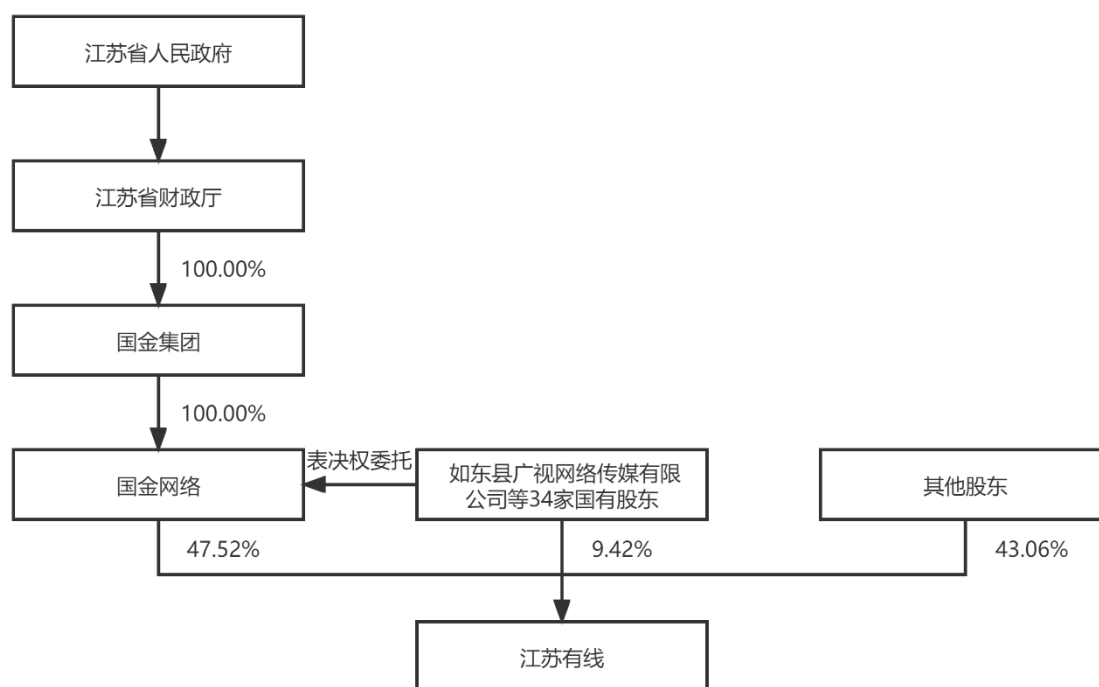 江苏省人民政府
江苏省财政厅
100.00%
国金集团
100.00%
国金网络
表决权委托
如东县广视网络传媒有限
公司等34家国有股东
其他股东
47.52%
9.42%
43.06%
江苏有线